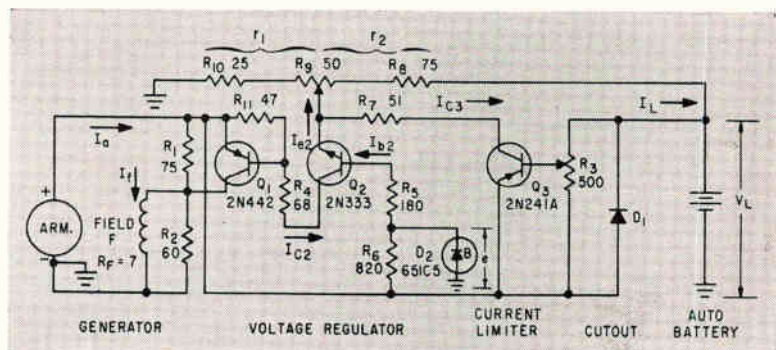 r1 r2
R10 25 R9 50 R8 75
R11 47 R7 51 IC3 IL
Ia Ie2 Ib2
R1 75
If
Q1 2N442
R4 68
Q2 2N333
R5 180
Q3 2N241A
R3 500
VL
+
ARM.
−
FIELD F
RF = 7
R2 60
IC2
R6 820
D2 651C5
B
e
D1
GENERATOR VOLTAGE REGULATOR CURRENT LIMITER CUTOUT AUTO BATTERY